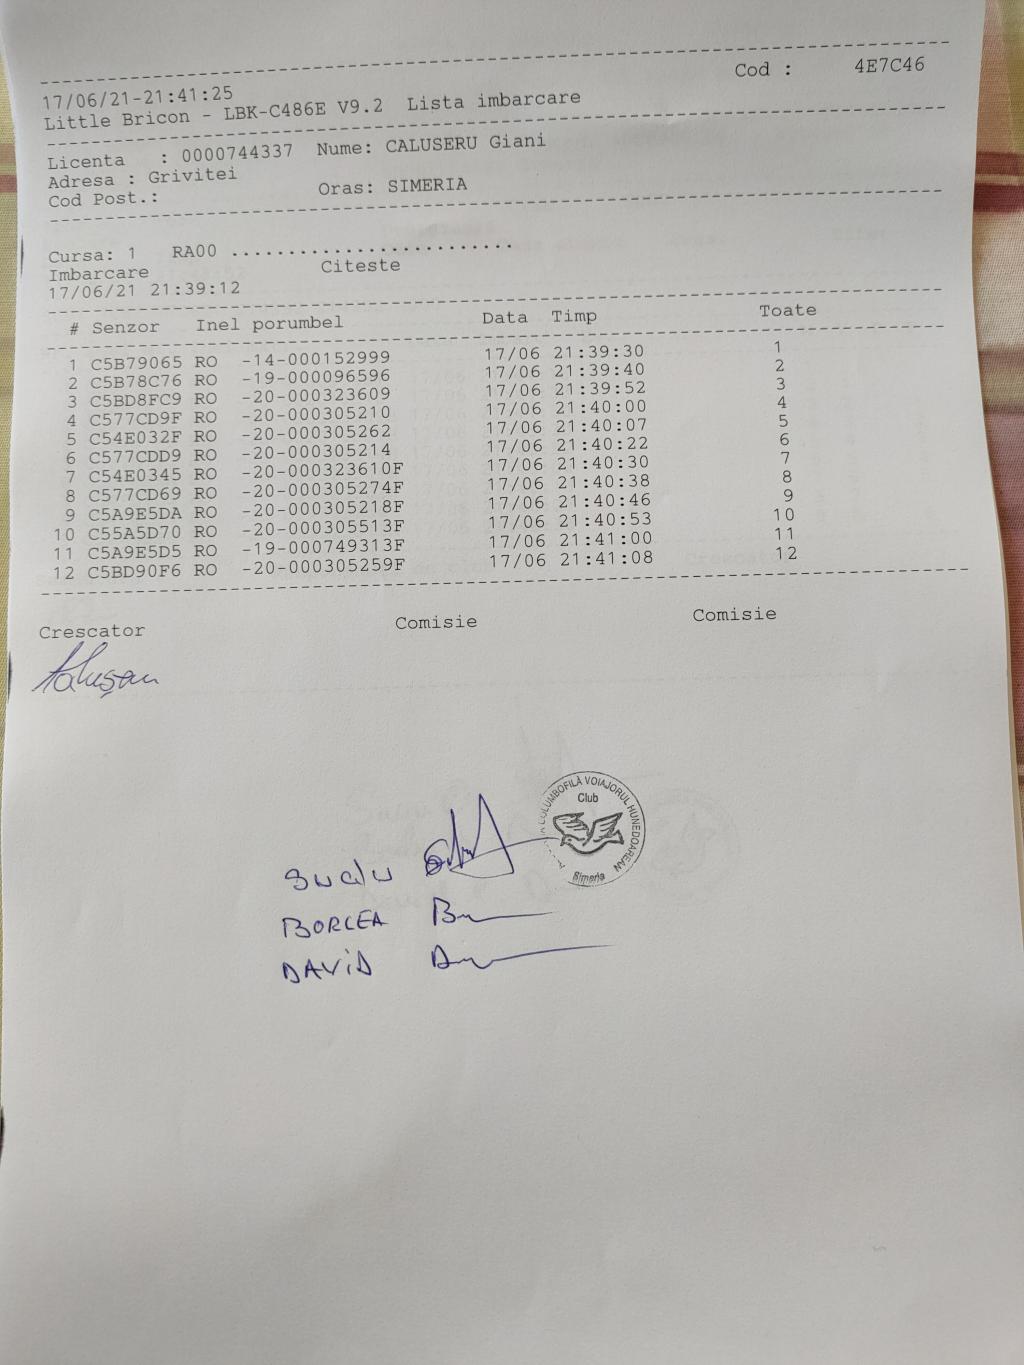 Cod : 4E7C46
17/06/21-21:41:25
Little Bricon - LBK-C486E V9.2 Lista imbarcare
Licenta : 0000744337 Nume: CALUSERU Giani
Adresa : Grivitei
Cod Post.: Oras: SIMERIA
Cursa: 1 RA00 .........................
Imbarcare Citeste
17/06/21 21:39:12
# Senzor Inel porumbel Data Timp Toate
1 C5B79065 RO -14-000152999 17/06 21:39:30 1
2 C5B78C76 RO -19-000096596 17/06 21:39:40 2
3 C5BD8FC9 RO -20-000323609 17/06 21:39:52 3
4 C577CD9F RO -20-000305210 17/06 21:40:00 4
5 C54E032F RO -20-000305262 17/06 21:40:07 5
6 C577CDD9 RO -20-000305214 17/06 21:40:22 6
7 C54E0345 RO -20-000323610F 17/06 21:40:30 7
8 C577CD69 RO -20-000305274F 17/06 21:40:38 8
9 C5A9E5DA RO -20-000305218F 17/06 21:40:46 9
10 C55A5D70 RO -20-000305513F 17/06 21:40:53 10
11 C5A9E5D5 RO -19-000749313F 17/06 21:41:00 11
12 C5BD90F6 RO -20-000305259F 17/06 21:41:08 12
Crescator Comisie Comisie
COLUMBOFILĂ VOIAJORUL HUNEDOREAN
Club
Simeria
BORCEA
DAVID